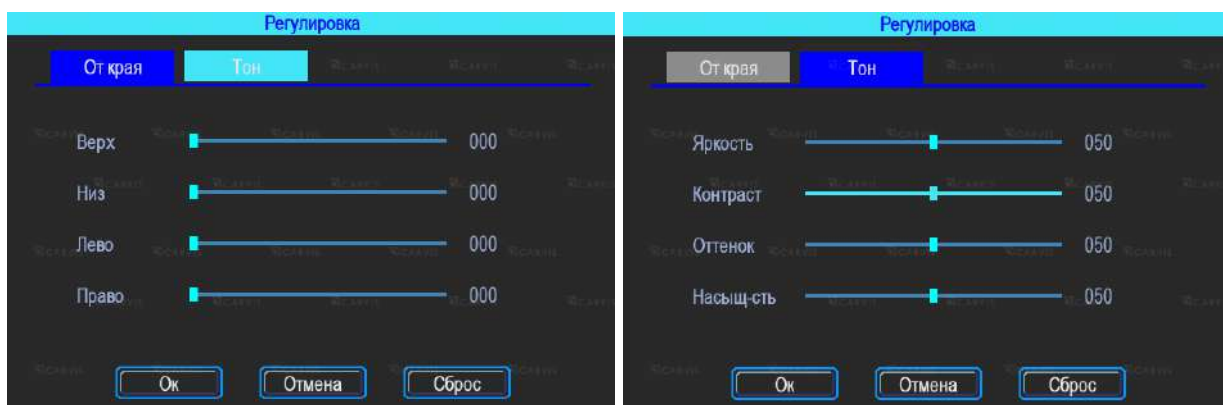 Регулировка
От края Тон
Верх 000
Низ 000
Лево 000
Право 000
Ок Отмена Сброс
Регулировка
От края Тон
Яркость 050
Контраст 050
Оттенок 050
Насыщ-сть 050
Ок Отмена Сброс